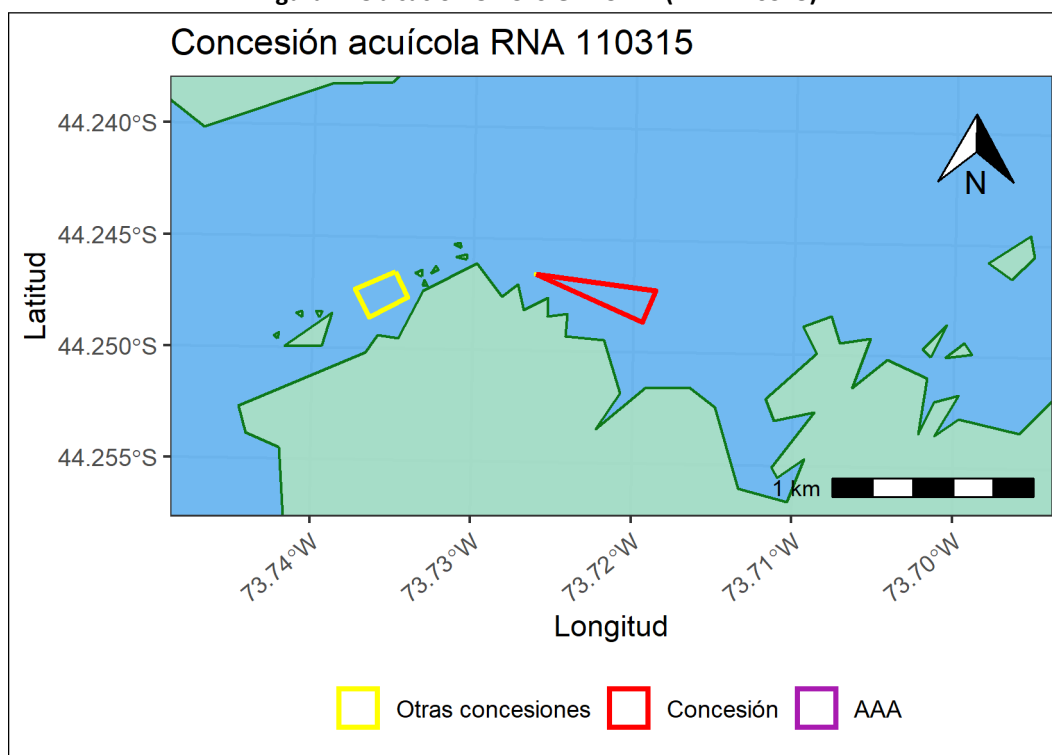 Concesión acuícola RNA 110315
44.240°S
44.245°S
44.250°S
44.255°S
Latitud
N
1 km
73.74°W
73.73°W
73.72°W
73.71°W
73.70°W
Longitud
Otras concesiones
Concesión
AAA